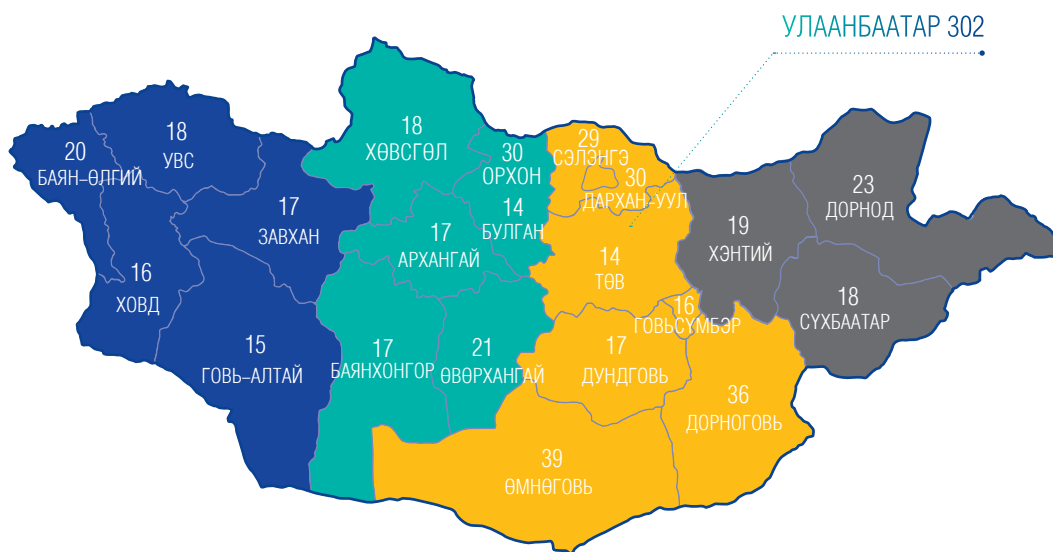 УЛААНБААТАР 302
20
БАЯН-ӨЛГИЙ
18
УВС
17
ЗАВХАН
16
ХОВД
15
ГОВЬ-АЛТАЙ
18
ХӨВСГӨЛ
30
ОРХОН
14
БУЛГАН
17
АРХАНГАЙ
17
БАЯНХОНГОР
21
ӨВӨРХАНГАЙ
29
СЭЛЭНГЭ
30
ДАРХАН-УУЛ
14
ТӨВ
16
ГОВЬСҮМБЭР
17
ДУНДГОВЬ
36
ДОРНОГОВЬ
39
ӨМНӨГОВЬ
19
ХЭНТИЙ
23
ДОРНОД
18
СҮХБААТАР